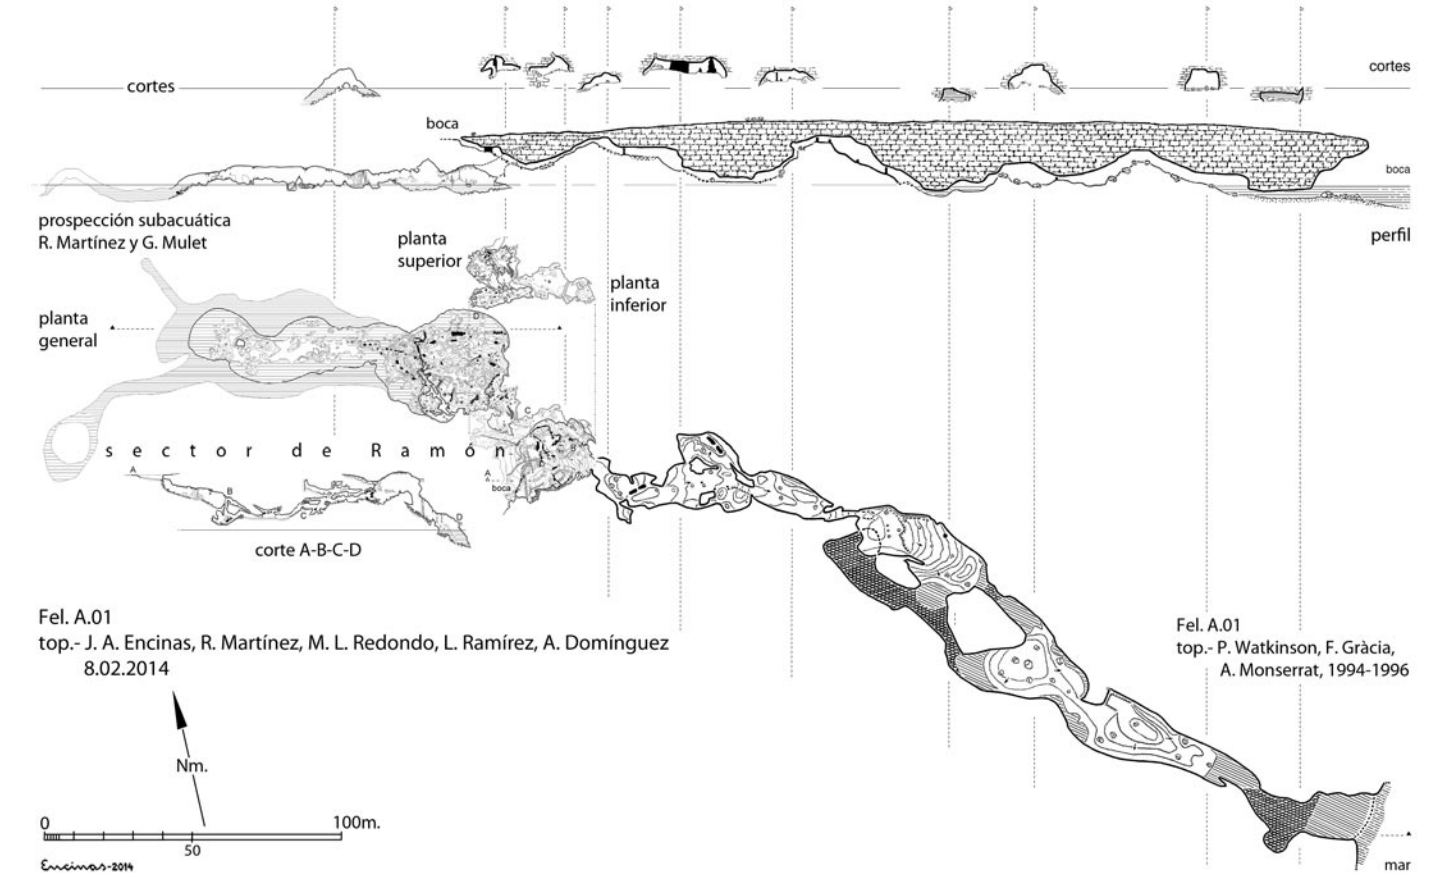 cortes
cortes
boca
boca
prospección subacuática
R. Martínez y G. Mulet
perfil
planta
superior
planta
inferior
planta
general
D
C
s e c t o r  d e  R a m ó n
A
boca
A
B
C
D
corte A-B-C-D
Fel. A.01
top.- J. A. Encinas, R. Martínez, M. L. Redondo, L. Ramírez, A. Domínguez
8.02.2014
Fel. A.01
top.- P. Watkinson, F. Gràcia,
A. Monserrat, 1994-1996
Nm.
0
100m.
50
Encinas-2014
mar